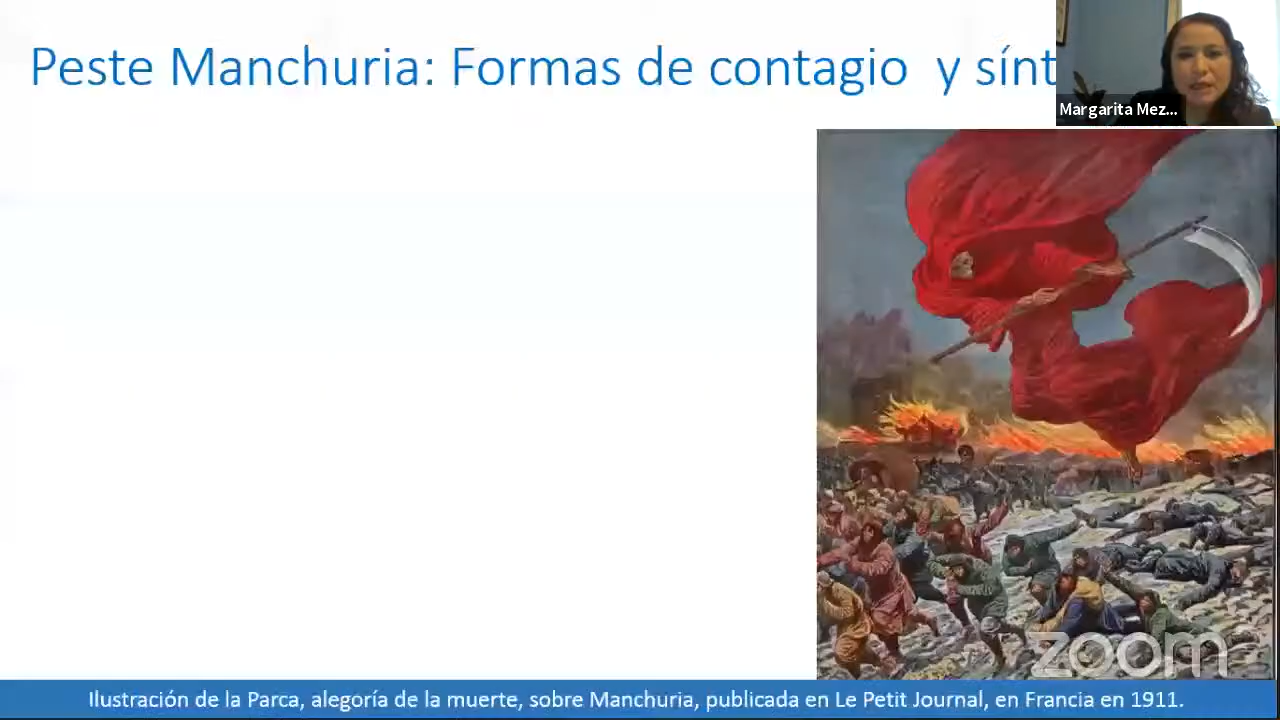 Peste Manchuria: Formas de contagio y sínt
Margarita Mez...
zoom
Ilustración de la Parca, alegoría de la muerte, sobre Manchuria, publicada en Le Petit Journal, en Francia en 1911.